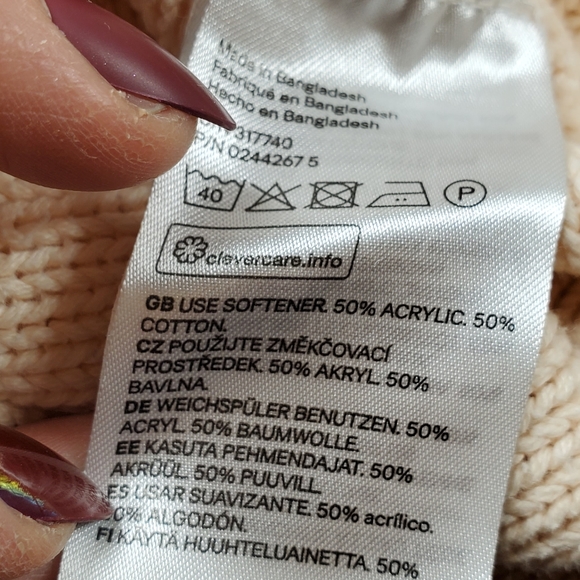 Made in Bangladesh
Fabriqué en Bangladesh
Hecho en Bangladesh
317740
P/N 0244267 5
40 P
clevercare.info
GB USE SOFTENER. 50% ACRYLIC. 50%
COTTON.
CZ POUŽIJTE ZMĚKČOVACÍ
PROSTŘEDEK. 50% AKRYL. 50%
BAVLNA.
DE WEICHSPÜLER BENUTZEN. 50%
ACRYL. 50% BAUMWOLLE.
EE KASUTA PEHMENDAJAT. 50%
AKRÜÜL. 50% PUUVILL.
ES USAR SUAVIZANTE. 50% acrílico.
0% ALGODÓN.
FI KÄYTÄ HUUHTELUAINETTA. 50%